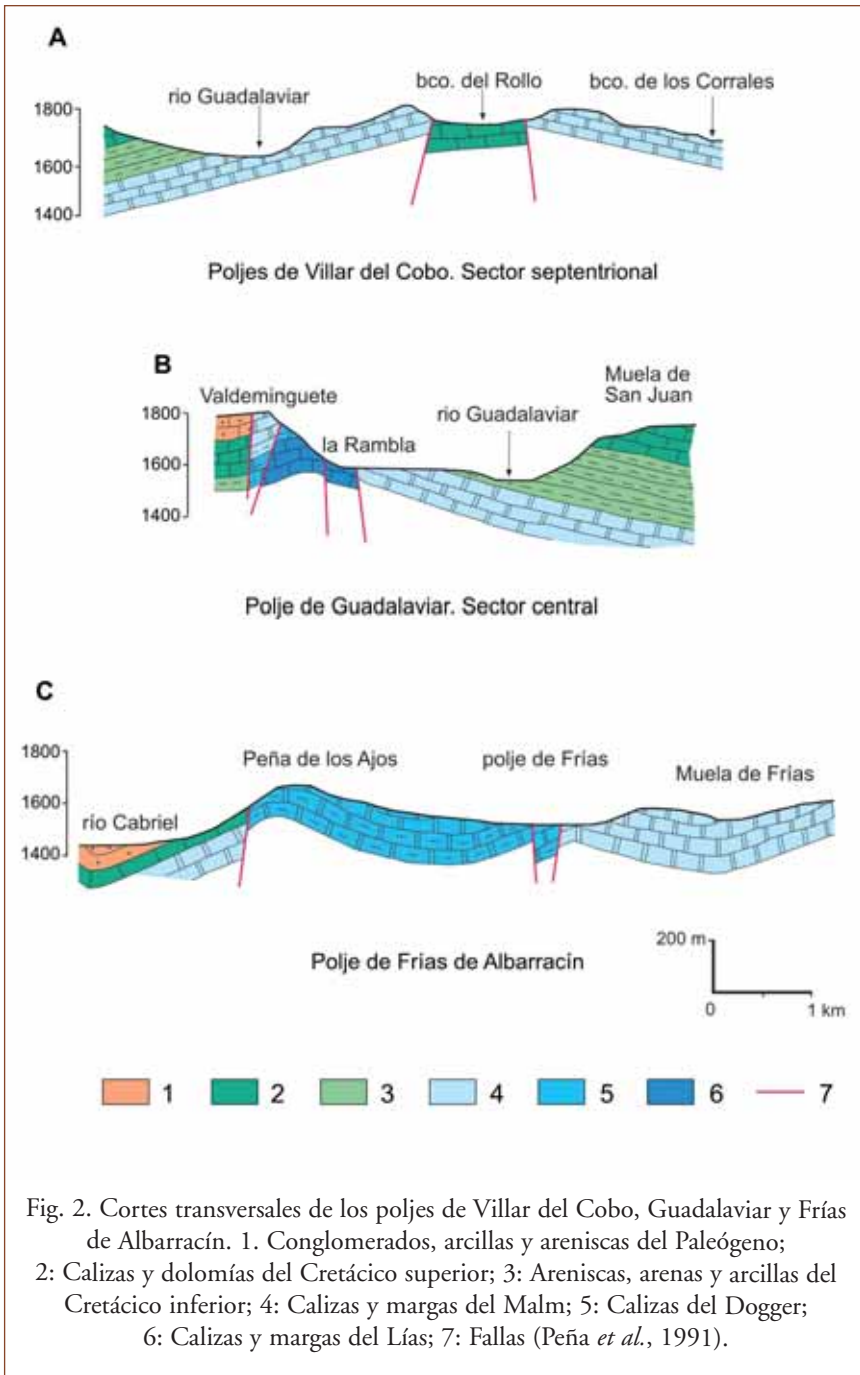 A
rio Guadalaviar
bco. del Rollo
bco. de los Corrales
1800
1600
1400
Poljes de Villar del Cobo. Sector septentrional
B
Valdeminguete
la Rambla
rio Guadalaviar
Muela de
San Juan
1800
1600
1400
Polje de Guadalaviar. Sector central
C
1800
1600
1400
río Cabriel
Peña de los Ajos
polje de Frías
Muela de Frías
Polje de Frías de Albarracín
200 m
0 1 km
1 2 3 4 5 6 7
Fig. 2. Cortes transversales de los poljes de Villar del Cobo, Guadalaviar y Frías
de Albarracín. 1. Conglomerados, arcillas y areniscas del Paleógeno;
2: Calizas y dolomías del Cretácico superior; 3: Areniscas, arenas y arcillas del
Cretácico inferior; 4: Calizas y margas del Malm; 5: Calizas del Dogger;
6: Calizas y margas del Lías; 7: Fallas (Peña et al., 1991).